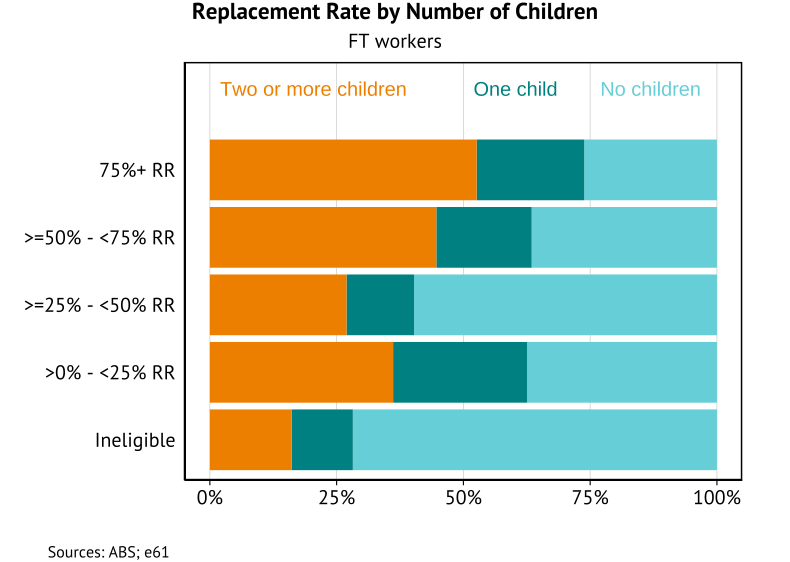 Replacement Rate by Number of Children
FT workers
Two or more children One child No children
75%+ RR
>=50% - <75% RR
>=25% - <50% RR
>0% - <25% RR
Ineligible
0% 25% 50% 75% 100%
Sources: ABS; e61